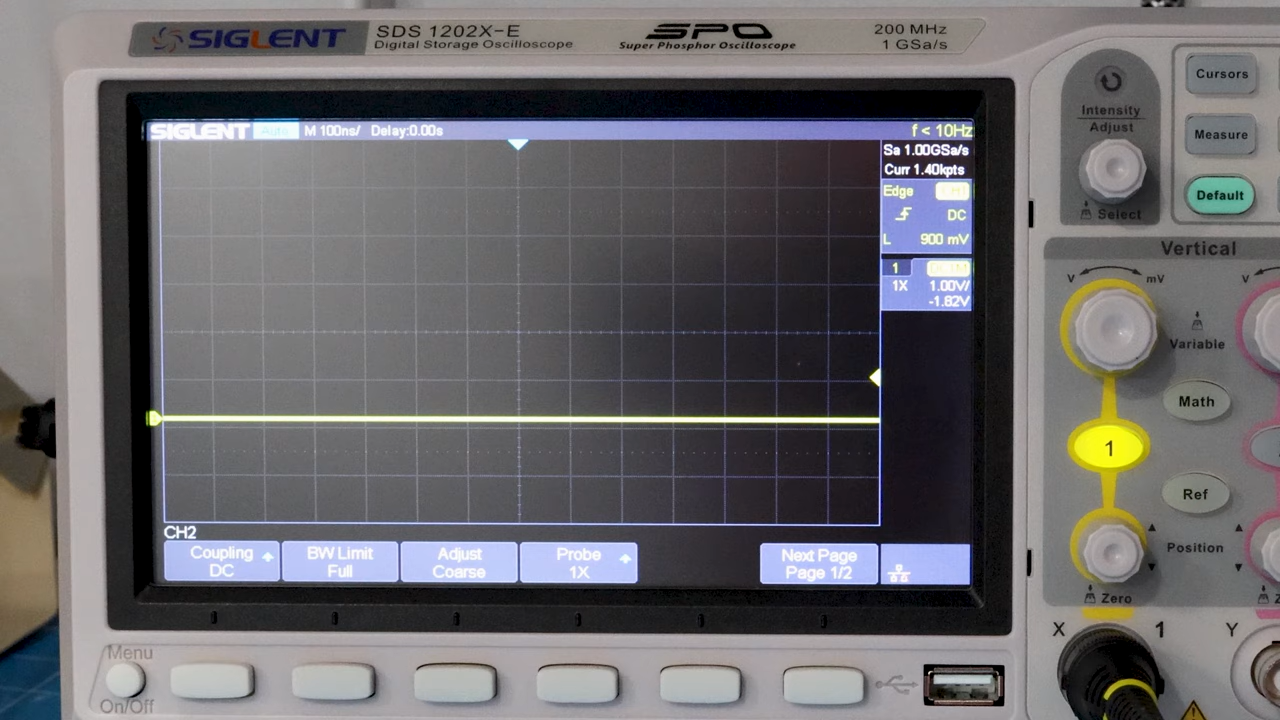 SIGLENT
SDS 1202X-E
Digital Storage Oscilloscope
SPO
Super Phosphor Oscilloscope
200 MHz
1 GSa/s
SIGLENT Auto M 100ns/ Delay:0.00s f < 10Hz
Sa 1.00GSa/s
Curr 1.40kpts
Edge CH1
DC
L 900 mV
1 DC1M
1X 1.00V/
-1.82V
CH2
Coupling
DC
BW Limit
Full
Adjust
Coarse
Probe
1X
Next Page
Page 1/2
Menu
On/Off
Intensity
Adjust
Select
Cursors
Measure
Default
Vertical
V mV
V
Variable
Math
1
Ref
Position
Zero
X 1
Y